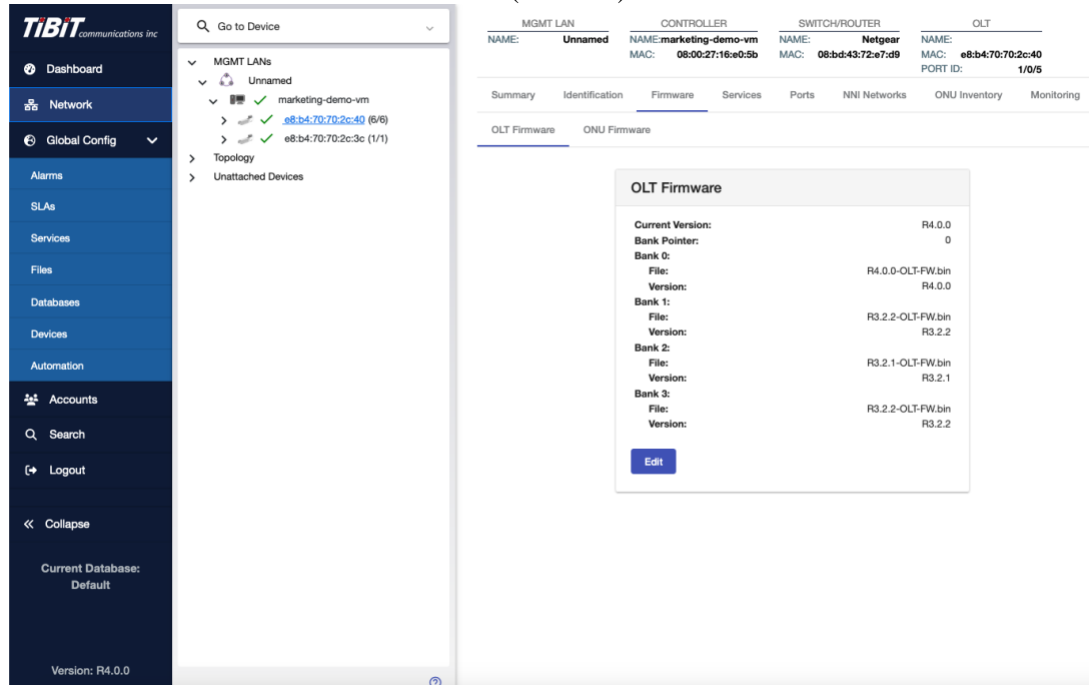 TiBiT communications inc
Dashboard
Network
Global Config
Alarms
SLAs
Services
Files
Databases
Devices
Automation
Accounts
Search
Logout
Collapse
Current Database:
Default
Version: R4.0.0
Go to Device
MGMT LANs
Unnamed
marketing-demo-vm
e8:b4:70:70:2c:40 (6/6)
e8:b4:70:70:2c:3c (1/1)
Topology
Unattached Devices
MGMT LAN CONTROLLER SWITCH/ROUTER OLT
NAME: Unnamed NAME:marketing-demo-vm NAME: Netgear NAME:
MAC: 08:00:27:16:e0:5b MAC: 08:bd:43:72:e7:d9 MAC: e8:b4:70:70:2c:40
PORT ID: 1/0/5
Summary Identification Firmware Services Ports NNI Networks ONU Inventory Monitoring
OLT Firmware ONU Firmware
OLT Firmware
Current Version: R4.0.0
Bank Pointer: 0
Bank 0:
File: R4.0.0-OLT-FW.bin
Version: R4.0.0
Bank 1:
File: R3.2.2-OLT-FW.bin
Version: R3.2.2
Bank 2:
File: R3.2.1-OLT-FW.bin
Version: R3.2.1
Bank 3:
File: R3.2.2-OLT-FW.bin
Version: R3.2.2
Edit